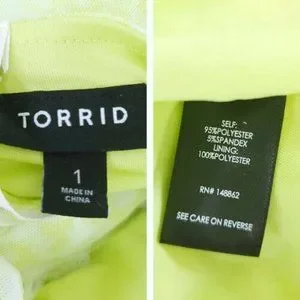 TORRID
1
MADE IN
CHINA
SELF:
95%POLYESTER
5%SPANDEX
LINING:
100%POLYESTER
RN# 148862
SEE CARE ON REVERSE